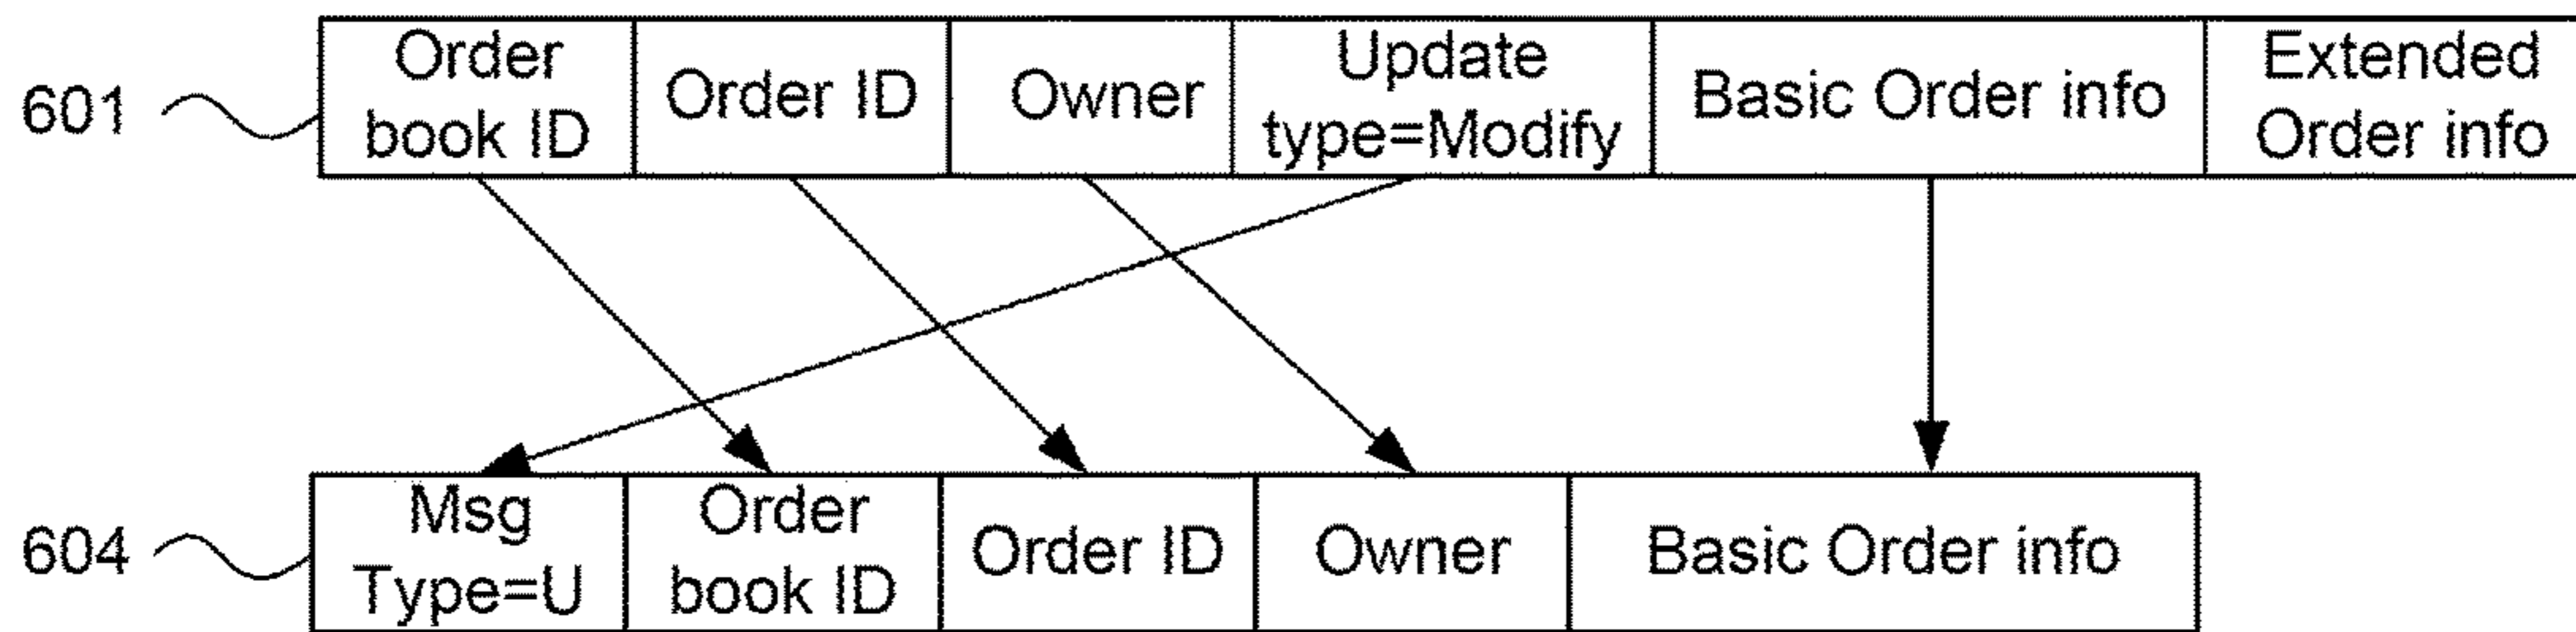 601
Order
book ID
Order ID
Owner
Update
type=Modify
Basic Order info
Extended
Order info
604
Msg
Type=U
Order
book ID
Order ID
Owner
Basic Order info